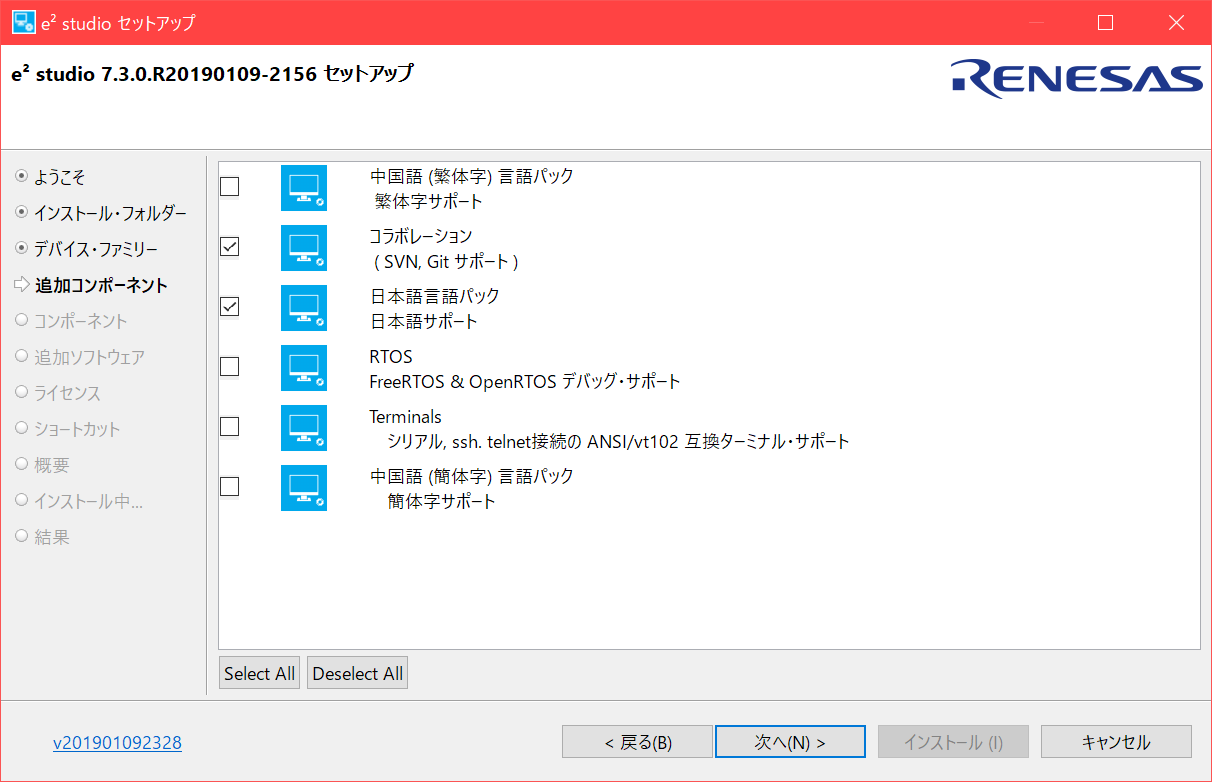 e² studio セットアップ
e² studio 7.3.0.R20190109-2156 セットアップ
RENESAS
ようこそ
インストール・フォルダー
デバイス・ファミリー
追加コンポーネント
コンポーネント
追加ソフトウェア
ライセンス
ショートカット
概要
インストール中...
結果
中国語 (繁体字) 言語パック
繁体字サポート
コラボレーション
( SVN, Git サポート )
日本語言語パック
日本語サポート
RTOS
FreeRTOS & OpenRTOS デバッグ・サポート
Terminals
シリアル, ssh. telnet接続の ANSI/vt102 互換ターミナル・サポート
中国語 (簡体字) 言語パック
簡体字サポート
Select All
Deselect All
v201901092328
< 戻る(B)
次へ(N) >
インストール (I)
キャンセル